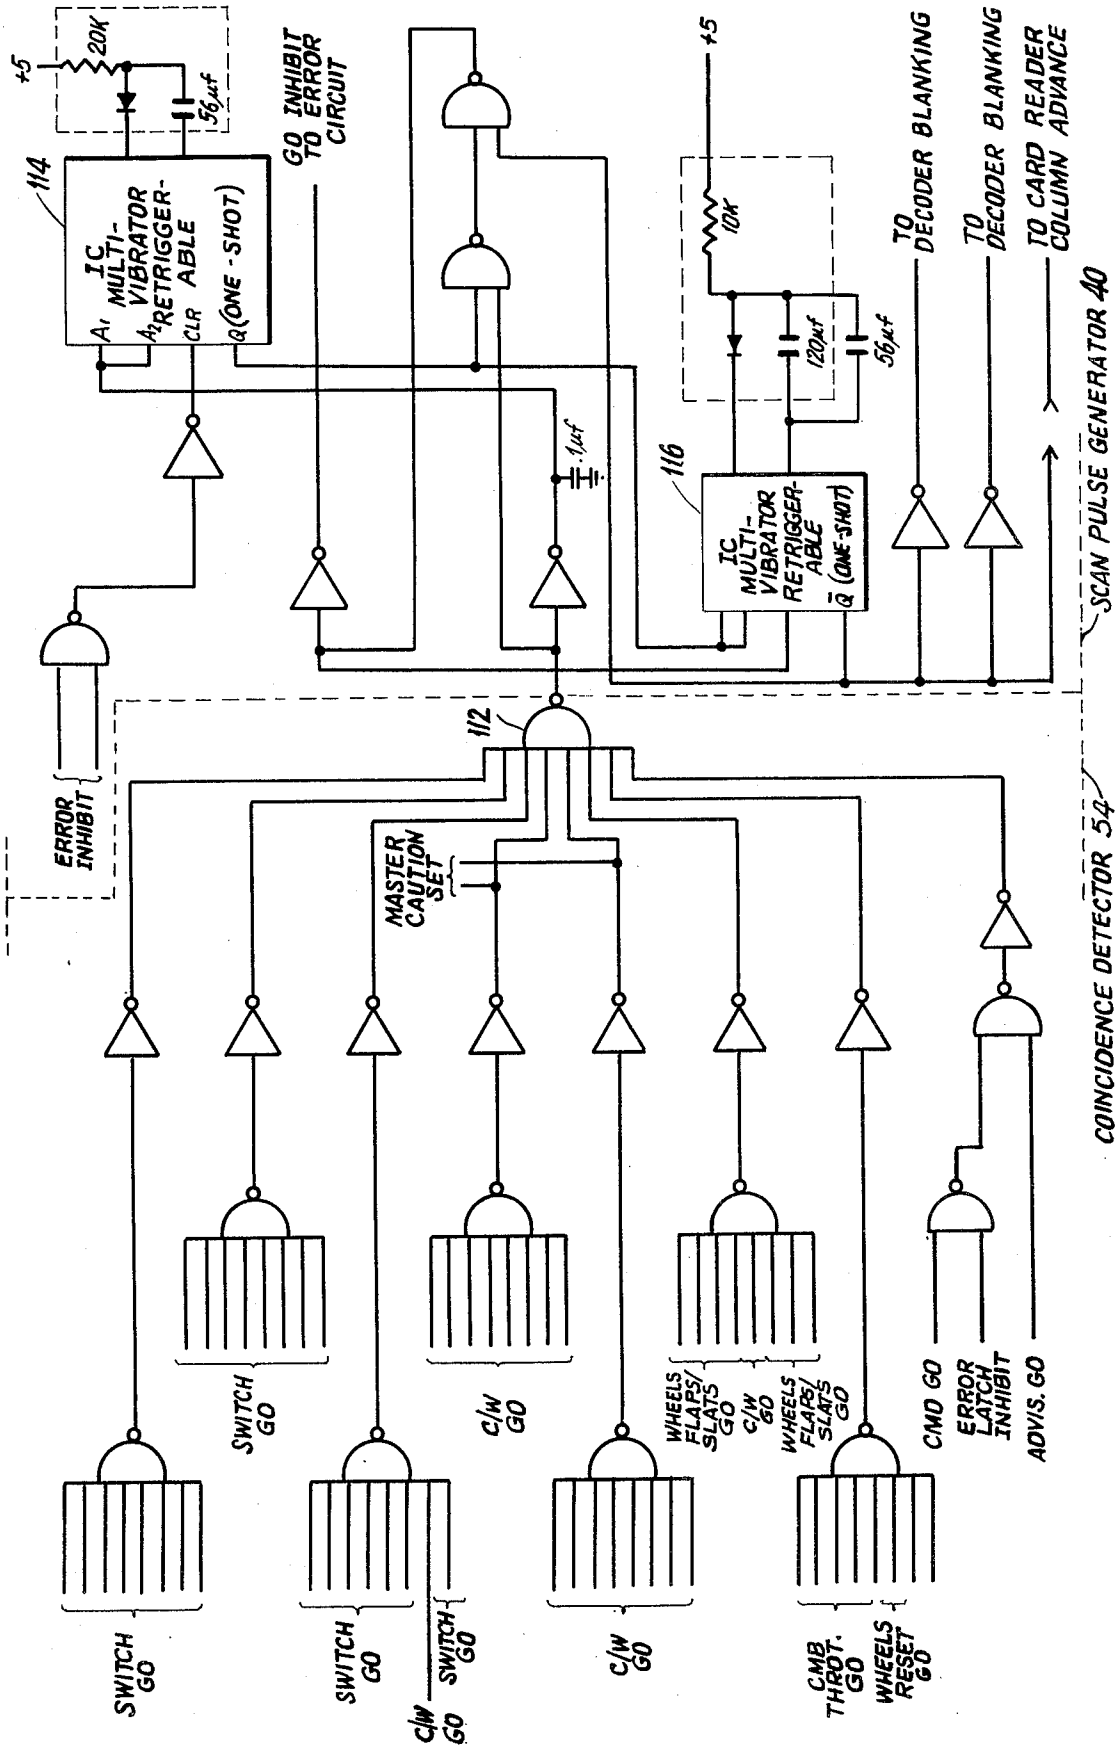 +5
20K
56µf
114
IC
MULTI-
VIBRATOR
RETRIGGER-
ABLE
A1
A2
CLR
Q (ONE-SHOT)
GO INHIBIT
TO ERROR
CIRCUIT
ERROR
INHIBIT
.1µf
+5
10K
120µf
56µf
116
IC
MULTI-
VIBRATOR
RETRIGGER-
ABLE
Q̄ (ONE-SHOT)
TO
DECODER BLANKING
TO
DECODER BLANKING
TO CARD READER
COLUMN ADVANCE
SCAN PULSE GENERATOR 40
COINCIDENCE DETECTOR 54
112
MASTER
CAUTION
SET
SWITCH
GO
SWITCH
GO
SWITCH
GO
C/W
GO
SWITCH
GO
C/W
GO
C/W
GO
WHEELS
FLAPS/
SLATS
GO
C/W
GO
WHEELS
FLAPS/
SLATS
GO
CMB
THROT.
GO
WHEELS
RESET
GO
CMD GO
ERROR
LATCH
INHIBIT
ADVIS. GO